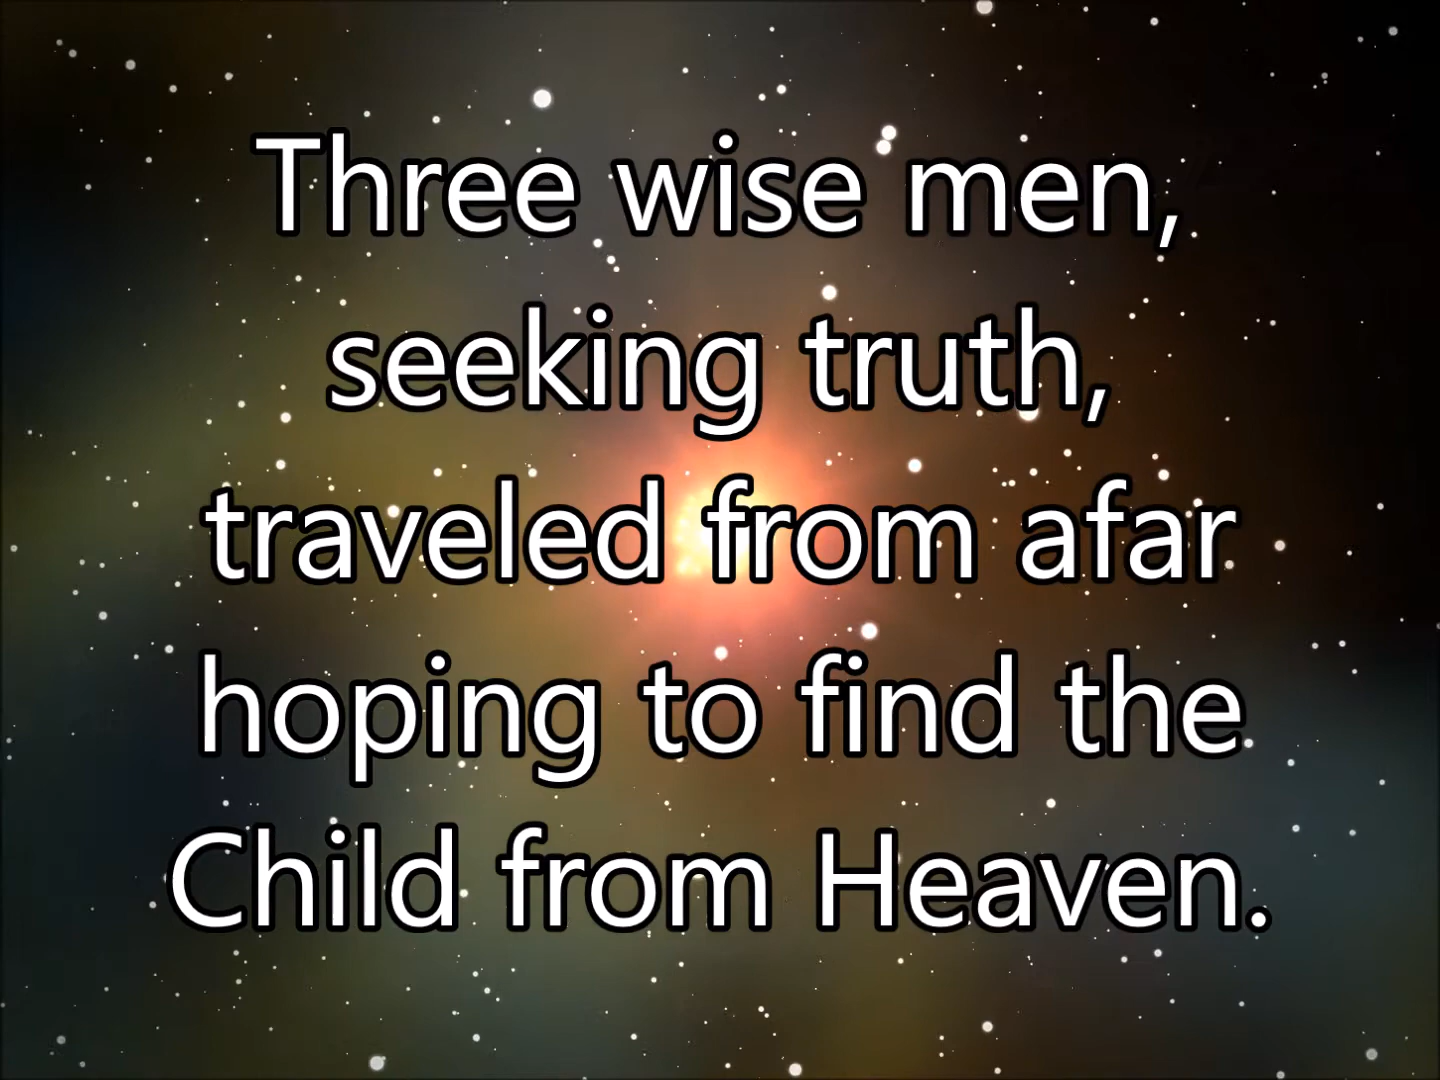 Three wise men,
seeking truth,
traveled from afar
hoping to find the
Child from Heaven.